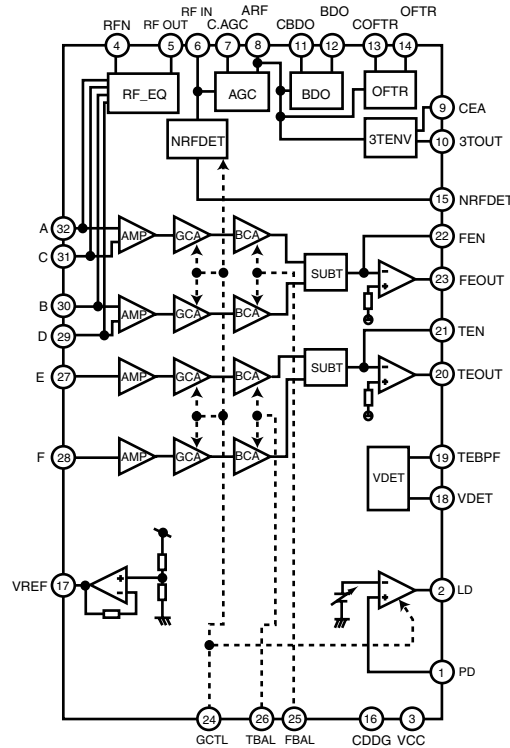 RFN RF OUT RF IN C.AGC ARF CBDO BDO COFTR OFTR
4 5 6 7 8 11 12 13 14
RF_EQ AGC BDO OFTR
9 CEA
NRFDET 3TENV 10 3TOUT
15 NRFDET
A 32 AMP GCA BCA 22 FEN
C 31
SUBT − + 23 FEOUT
B 30 AMP GCA BCA
D 29
21 TEN
E 27 AMP GCA BCA SUBT − + 20 TEOUT
F 28 AMP GCA BCA 19 TEBPF
VDET
18 VDET
VREF 17 + − − + 2 LD
1 PD
24 26 25 16 3
GCTL TBAL FBAL CDDG VCC